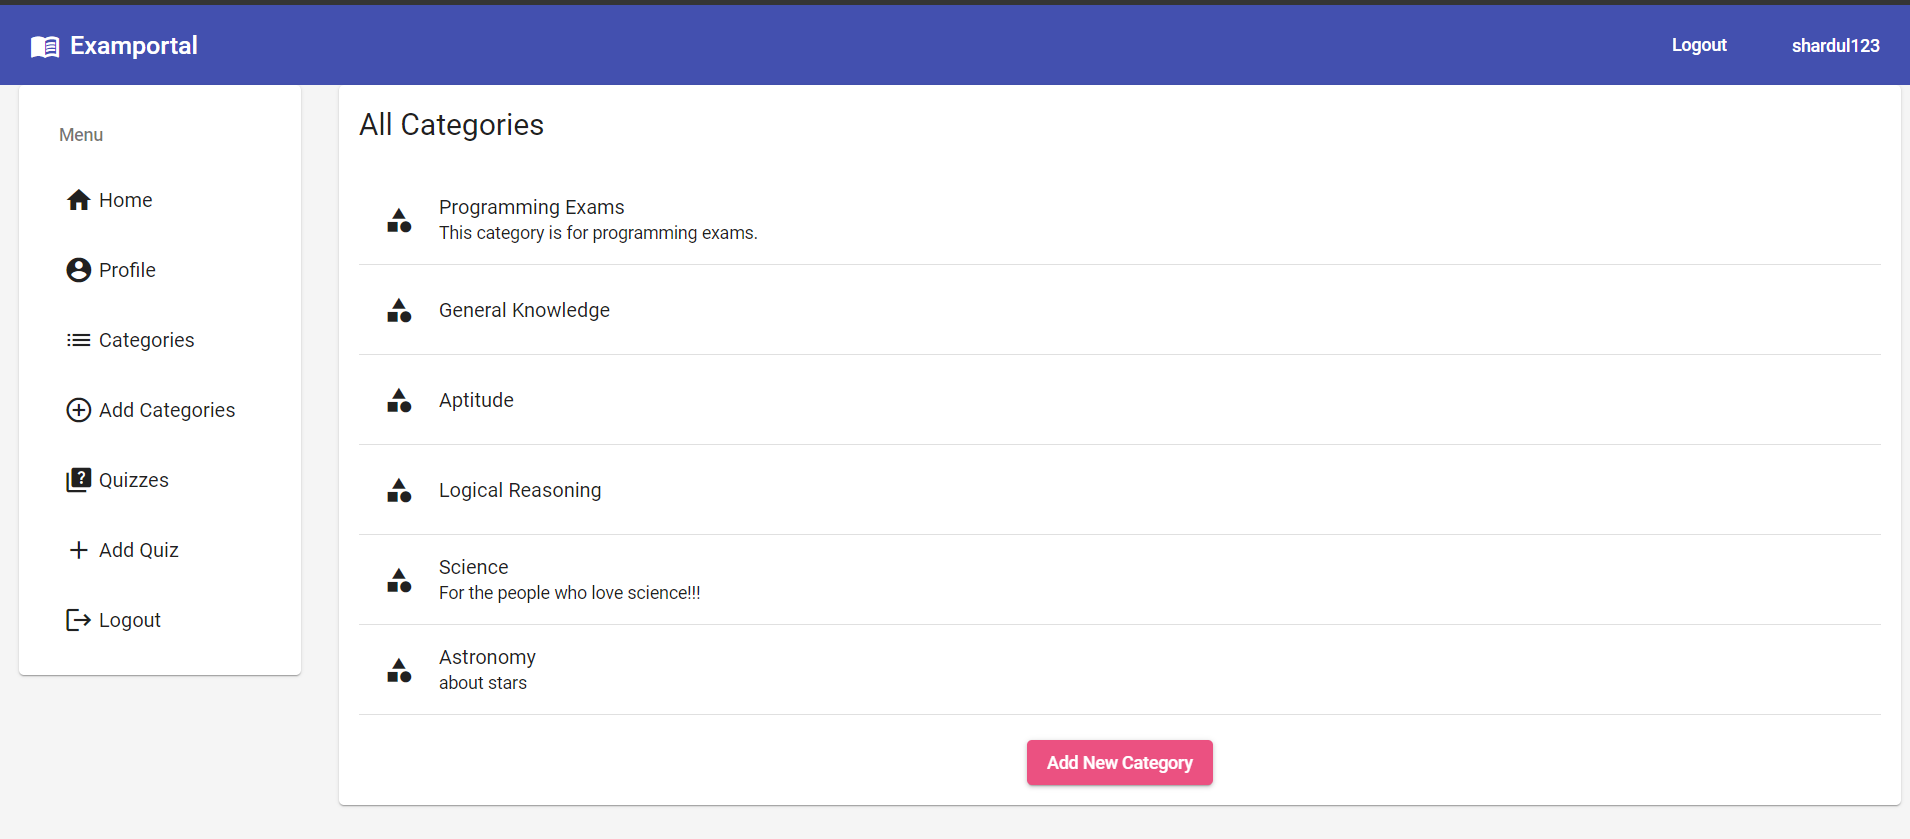 Examportal
Logout
shardul123
Menu
Home
Profile
Categories
Add Categories
Quizzes
Add Quiz
Logout
All Categories
Programming Exams
This category is for programming exams.
General Knowledge
Aptitude
Logical Reasoning
Science
For the people who love science!!!
Astronomy
about stars
Add New Category